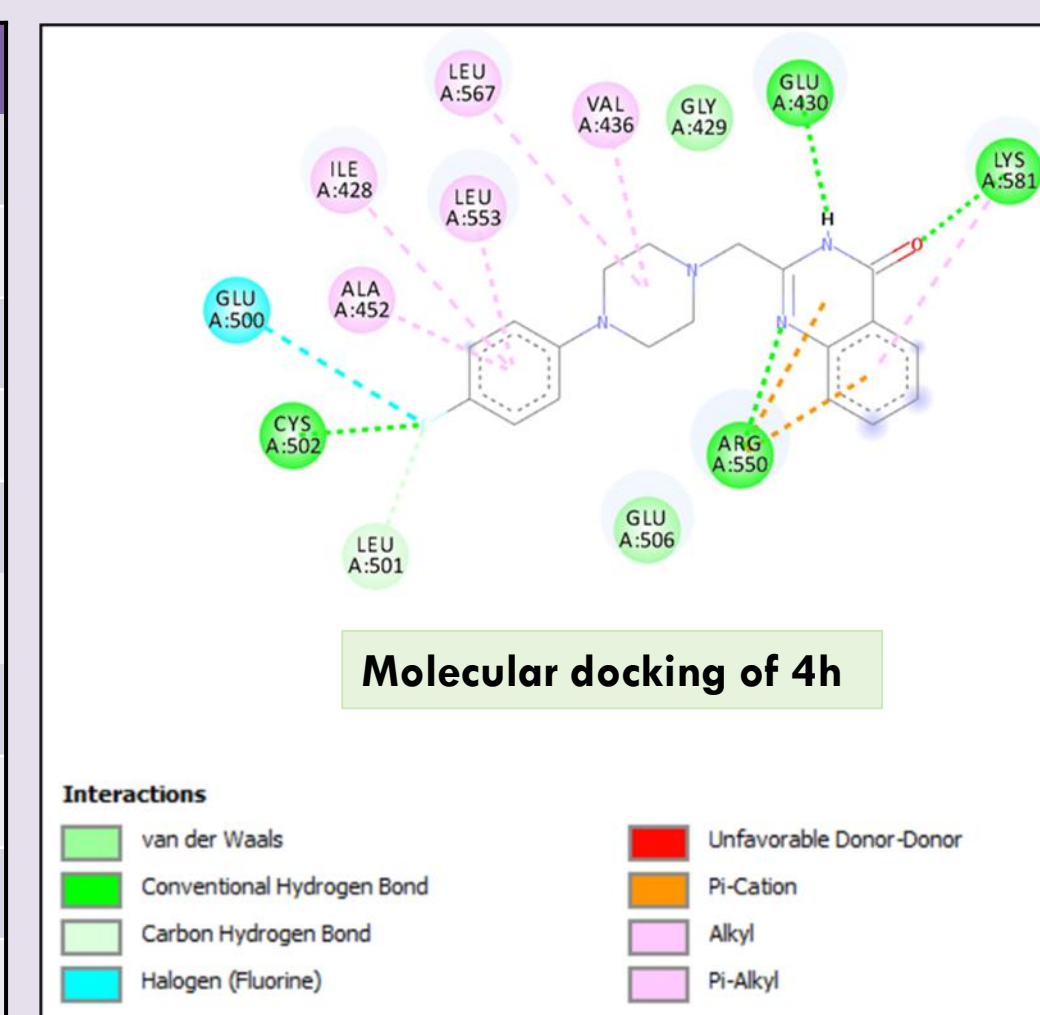 LEU
A:567
VAL
A:436
GLY
A:429
GLU
A:430
ILE
A:428
LEU
A:553
LYS
A:581
H
N
O
N
GLU
A:500
ALA
A:452
N
N
CYS
A:502
ARG
A:550
LEU
A:501
GLU
A:506
Molecular docking of 4h
Interactions
van der Waals
Conventional Hydrogen Bond
Carbon Hydrogen Bond
Halogen (Fluorine)
Unfavorable Donor-Donor
Pi-Cation
Alkyl
Pi-Alkyl